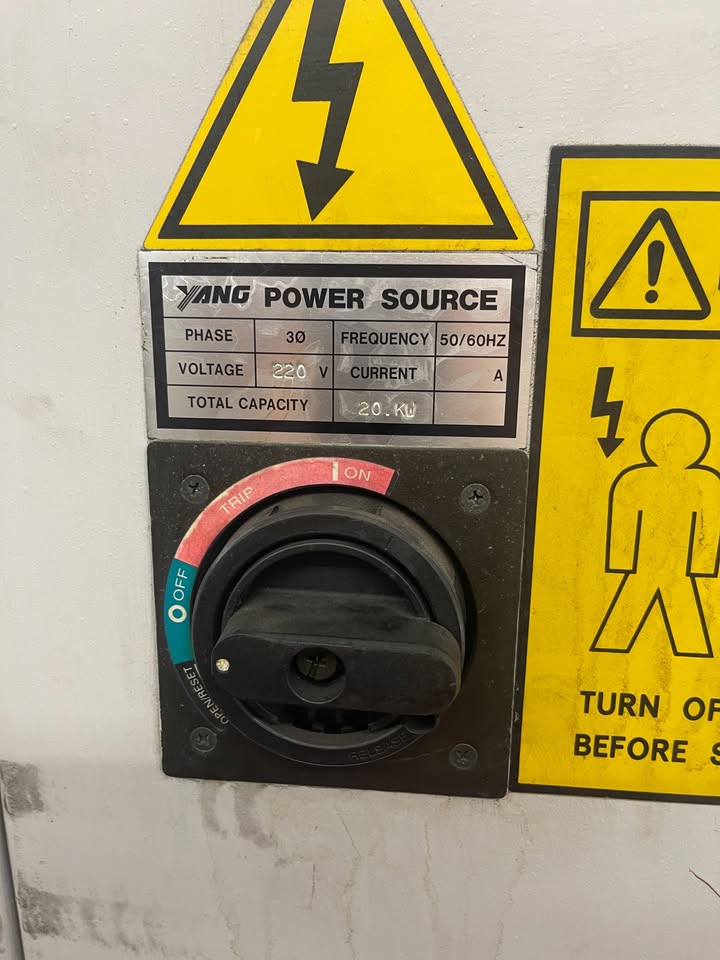 YANG POWER SOURCE
PHASE 3Ø FREQUENCY 50/60HZ
VOLTAGE 220 V CURRENT A
TOTAL CAPACITY 20.KW
TRIP ON
O OFF
OPEN/RESET
RELEASE
TURN OF
BEFORE S